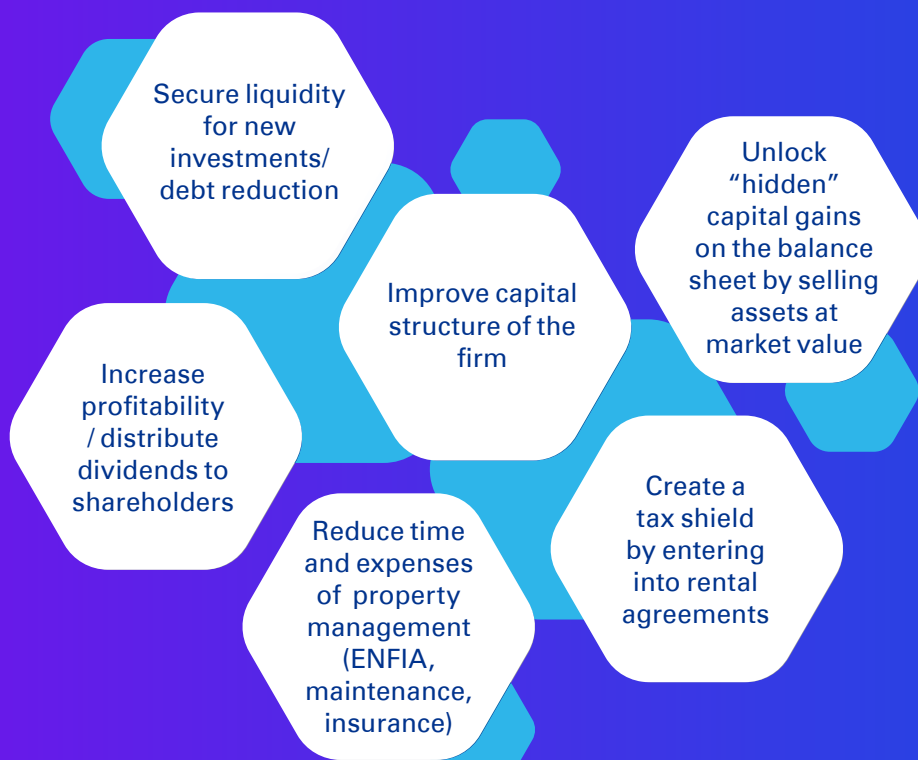 Secure liquidity
for new
investments/
debt reduction
Unlock
“hidden”
capital gains
on the balance
sheet by selling
assets at
market value
Improve capital
structure of the
firm
Increase
profitability
/ distribute
dividends to
shareholders
Create a
tax shield
by entering
into rental
agreements
Reduce time
and expenses
of property
management
(ENFIA,
maintenance,
insurance)